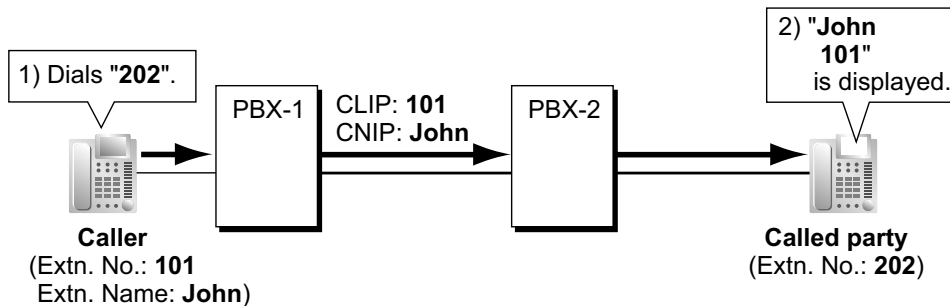 1) Dials "202".
PBX-1
CLIP: 101
CNIP: John
PBX-2
2) "John
101"
is displayed.
Caller
(Extn. No.: 101
Extn. Name: John)
Called party
(Extn. No.: 202)